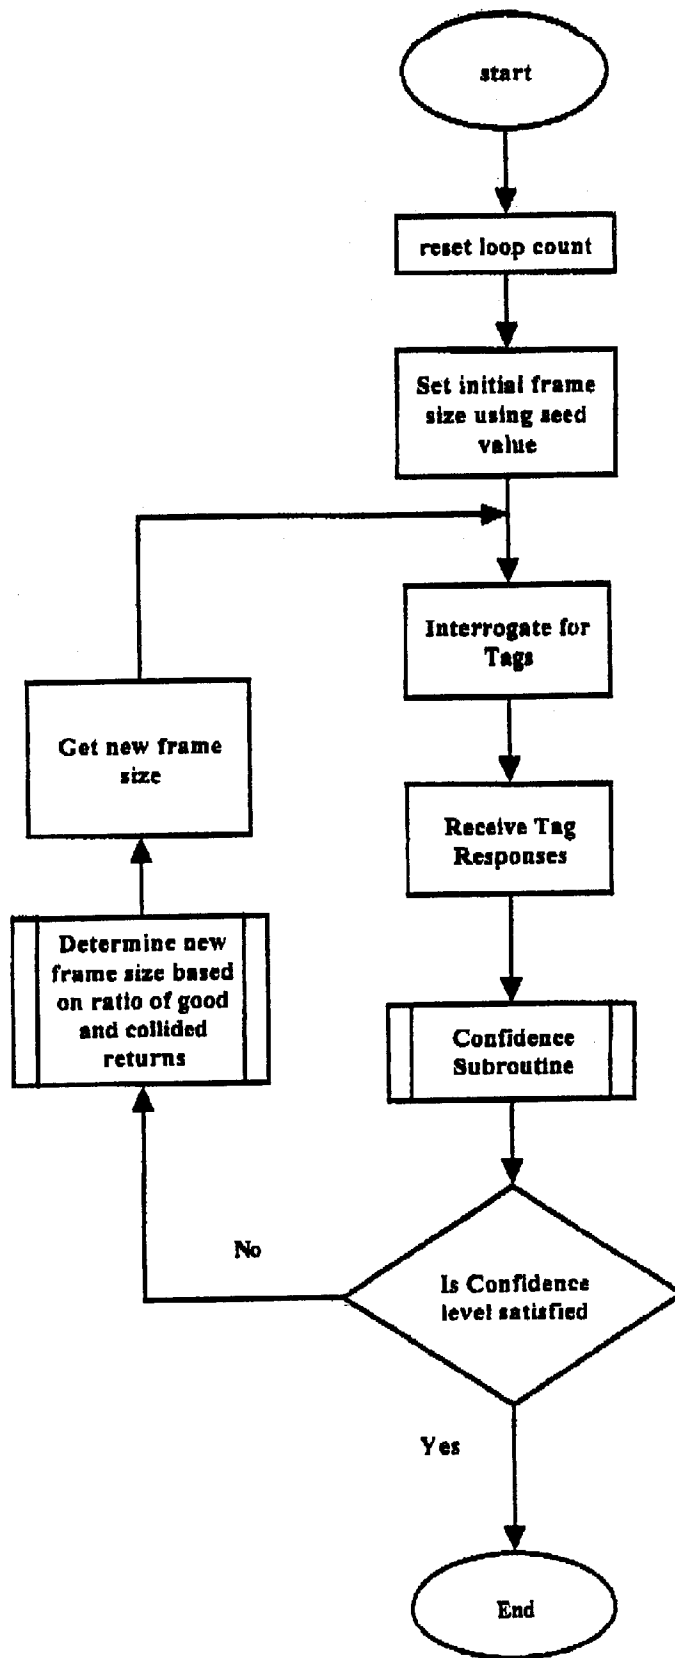 start
reset loop count
Set initial frame
size using seed
value
Interrogate for
Tags
Get new frame
size
Receive Tag
Responses
Determine new
frame size based
on ratio of good
and collided
returns
Confidence
Subroutine
No
Is Confidence
level satisfied
Yes
End